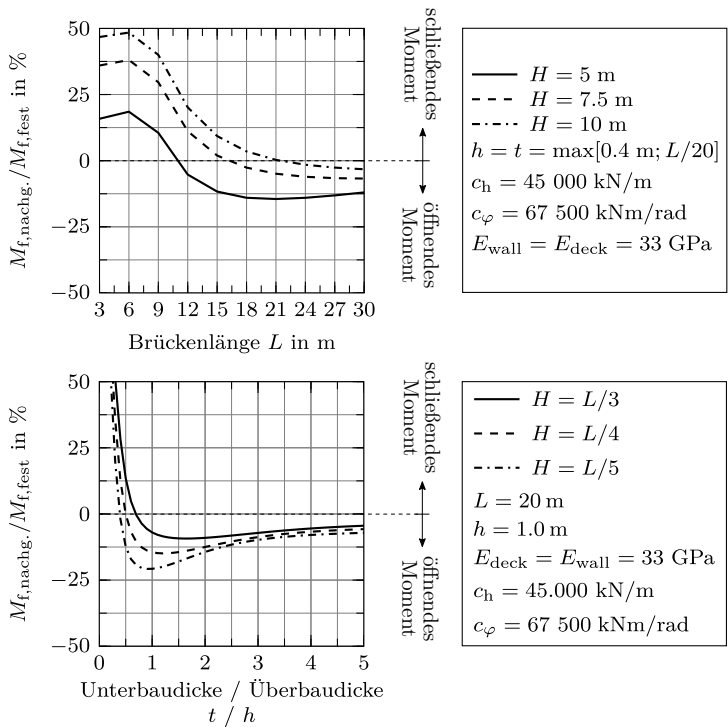 50
25
0
−25
−50
M_f,nachg./M_f,fest in %
3 6 9 12 15 18 21 24 27 30
Brückenlänge L in m
schließendes
Moment
öffnendes
Moment
H = 5 m
H = 7.5 m
H = 10 m
h = t = max[0.4 m; L/20]
c_h = 45 000 kN/m
c_φ = 67 500 kNm/rad
E_wall = E_deck = 33 GPa
50
25
0
−25
−50
M_f,nachg./M_f,fest in %
0 1 2 3 4 5
Unterbaudicke / Überbaudicke
t / h
schließendes
Moment
öffnendes
Moment
H = L/3
H = L/4
H = L/5
L = 20 m
h = 1.0 m
E_deck = E_wall = 33 GPa
c_h = 45.000 kN/m
c_φ = 67 500 kNm/rad